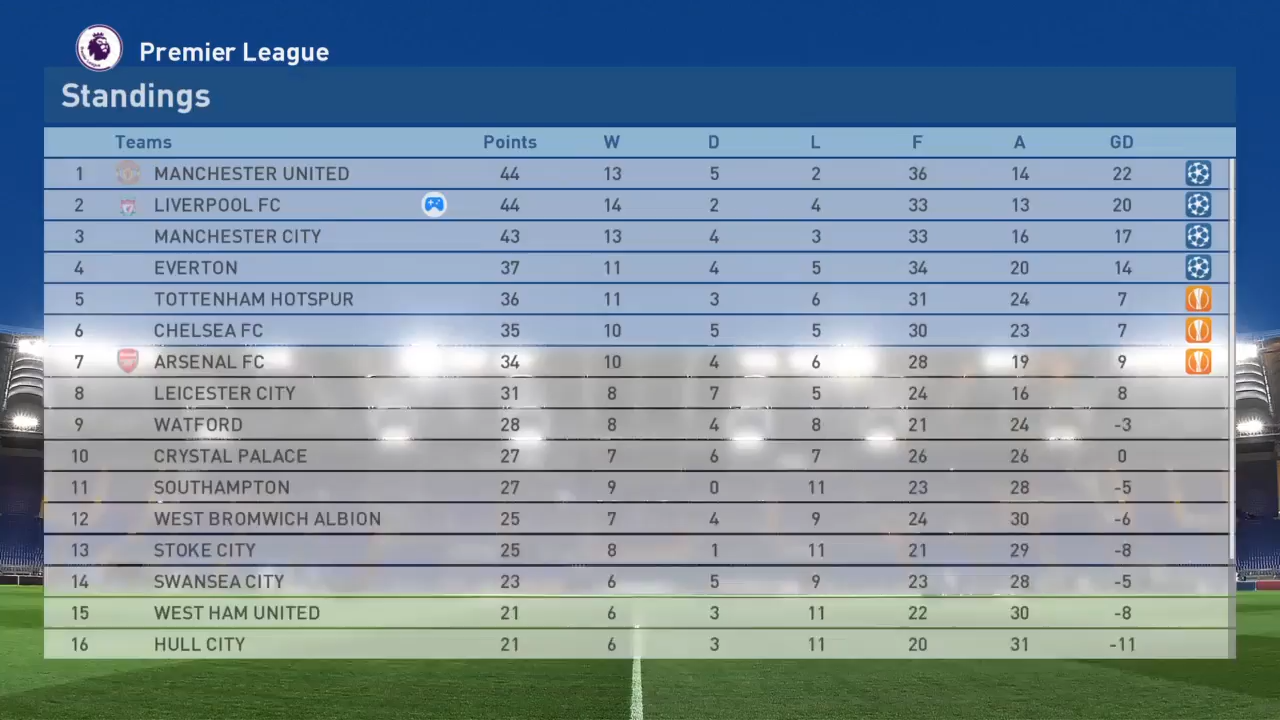 Premier League
Standings
Teams Points W D L F A GD
1 MANCHESTER UNITED 44 13 5 2 36 14 22
2 LIVERPOOL FC 44 14 2 4 33 13 20
3 MANCHESTER CITY 43 13 4 3 33 16 17
4 EVERTON 37 11 4 5 34 20 14
5 TOTTENHAM HOTSPUR 36 11 3 6 31 24 7
6 CHELSEA FC 35 10 5 5 30 23 7
7 ARSENAL FC 34 10 4 6 28 19 9
8 LEICESTER CITY 31 8 7 5 24 16 8
9 WATFORD 28 8 4 8 21 24 -3
10 CRYSTAL PALACE 27 7 6 7 26 26 0
11 SOUTHAMPTON 27 9 0 11 23 28 -5
12 WEST BROMWICH ALBION 25 7 4 9 24 30 -6
13 STOKE CITY 25 8 1 11 21 29 -8
14 SWANSEA CITY 23 6 5 9 23 28 -5
15 WEST HAM UNITED 21 6 3 11 22 30 -8
16 HULL CITY 21 6 3 11 20 31 -11